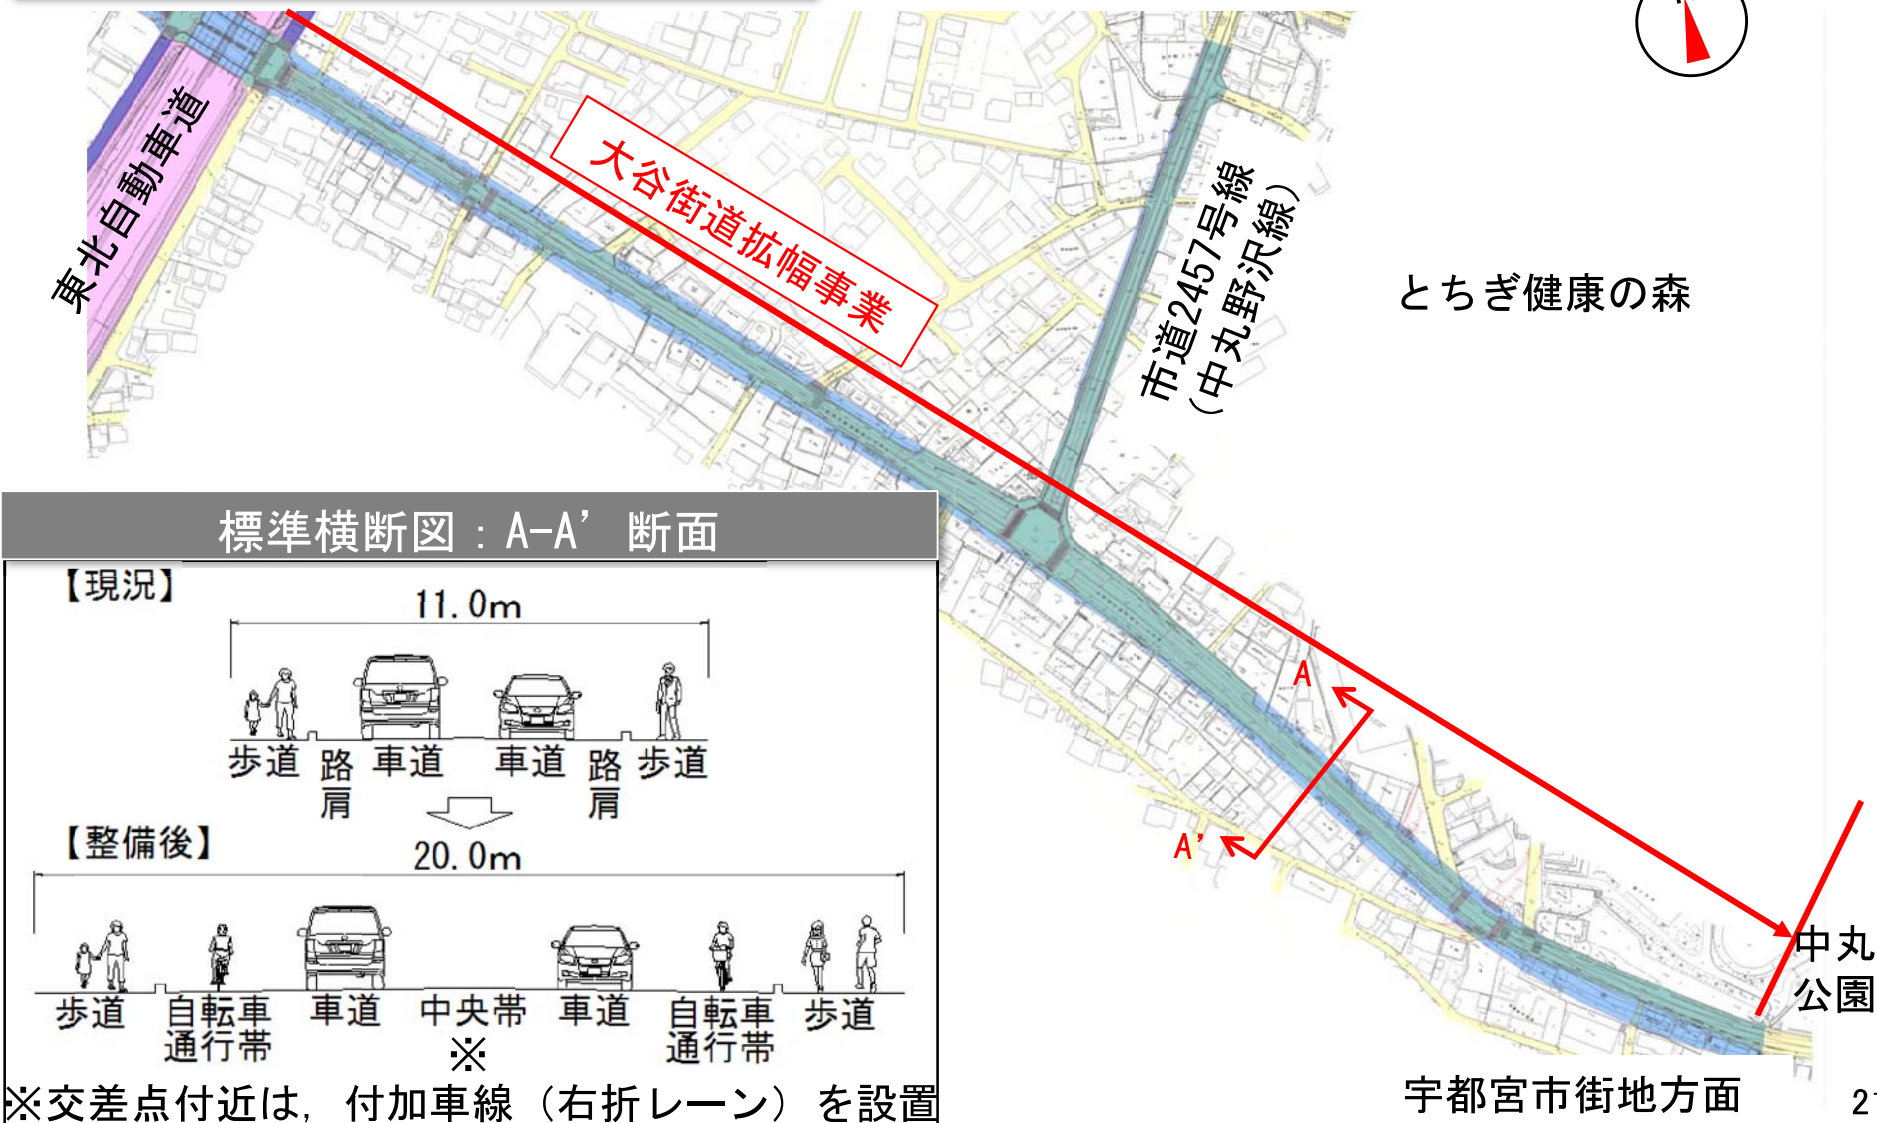 東北自動車道
大谷街道拡幅事業
市道2457号線
（中丸野沢線）
とちぎ健康の森
標準横断図：A-A’断面
【現況】
11.0m
歩道 路肩 車道 車道 路肩 歩道
【整備後】
20.0m
歩道 自転車通行帯 車道 中央帯 車道 自転車通行帯 歩道
※
※交差点付近は，付加車線（右折レーン）を設置
A
A’
中丸
公園
宇都宮市街地方面